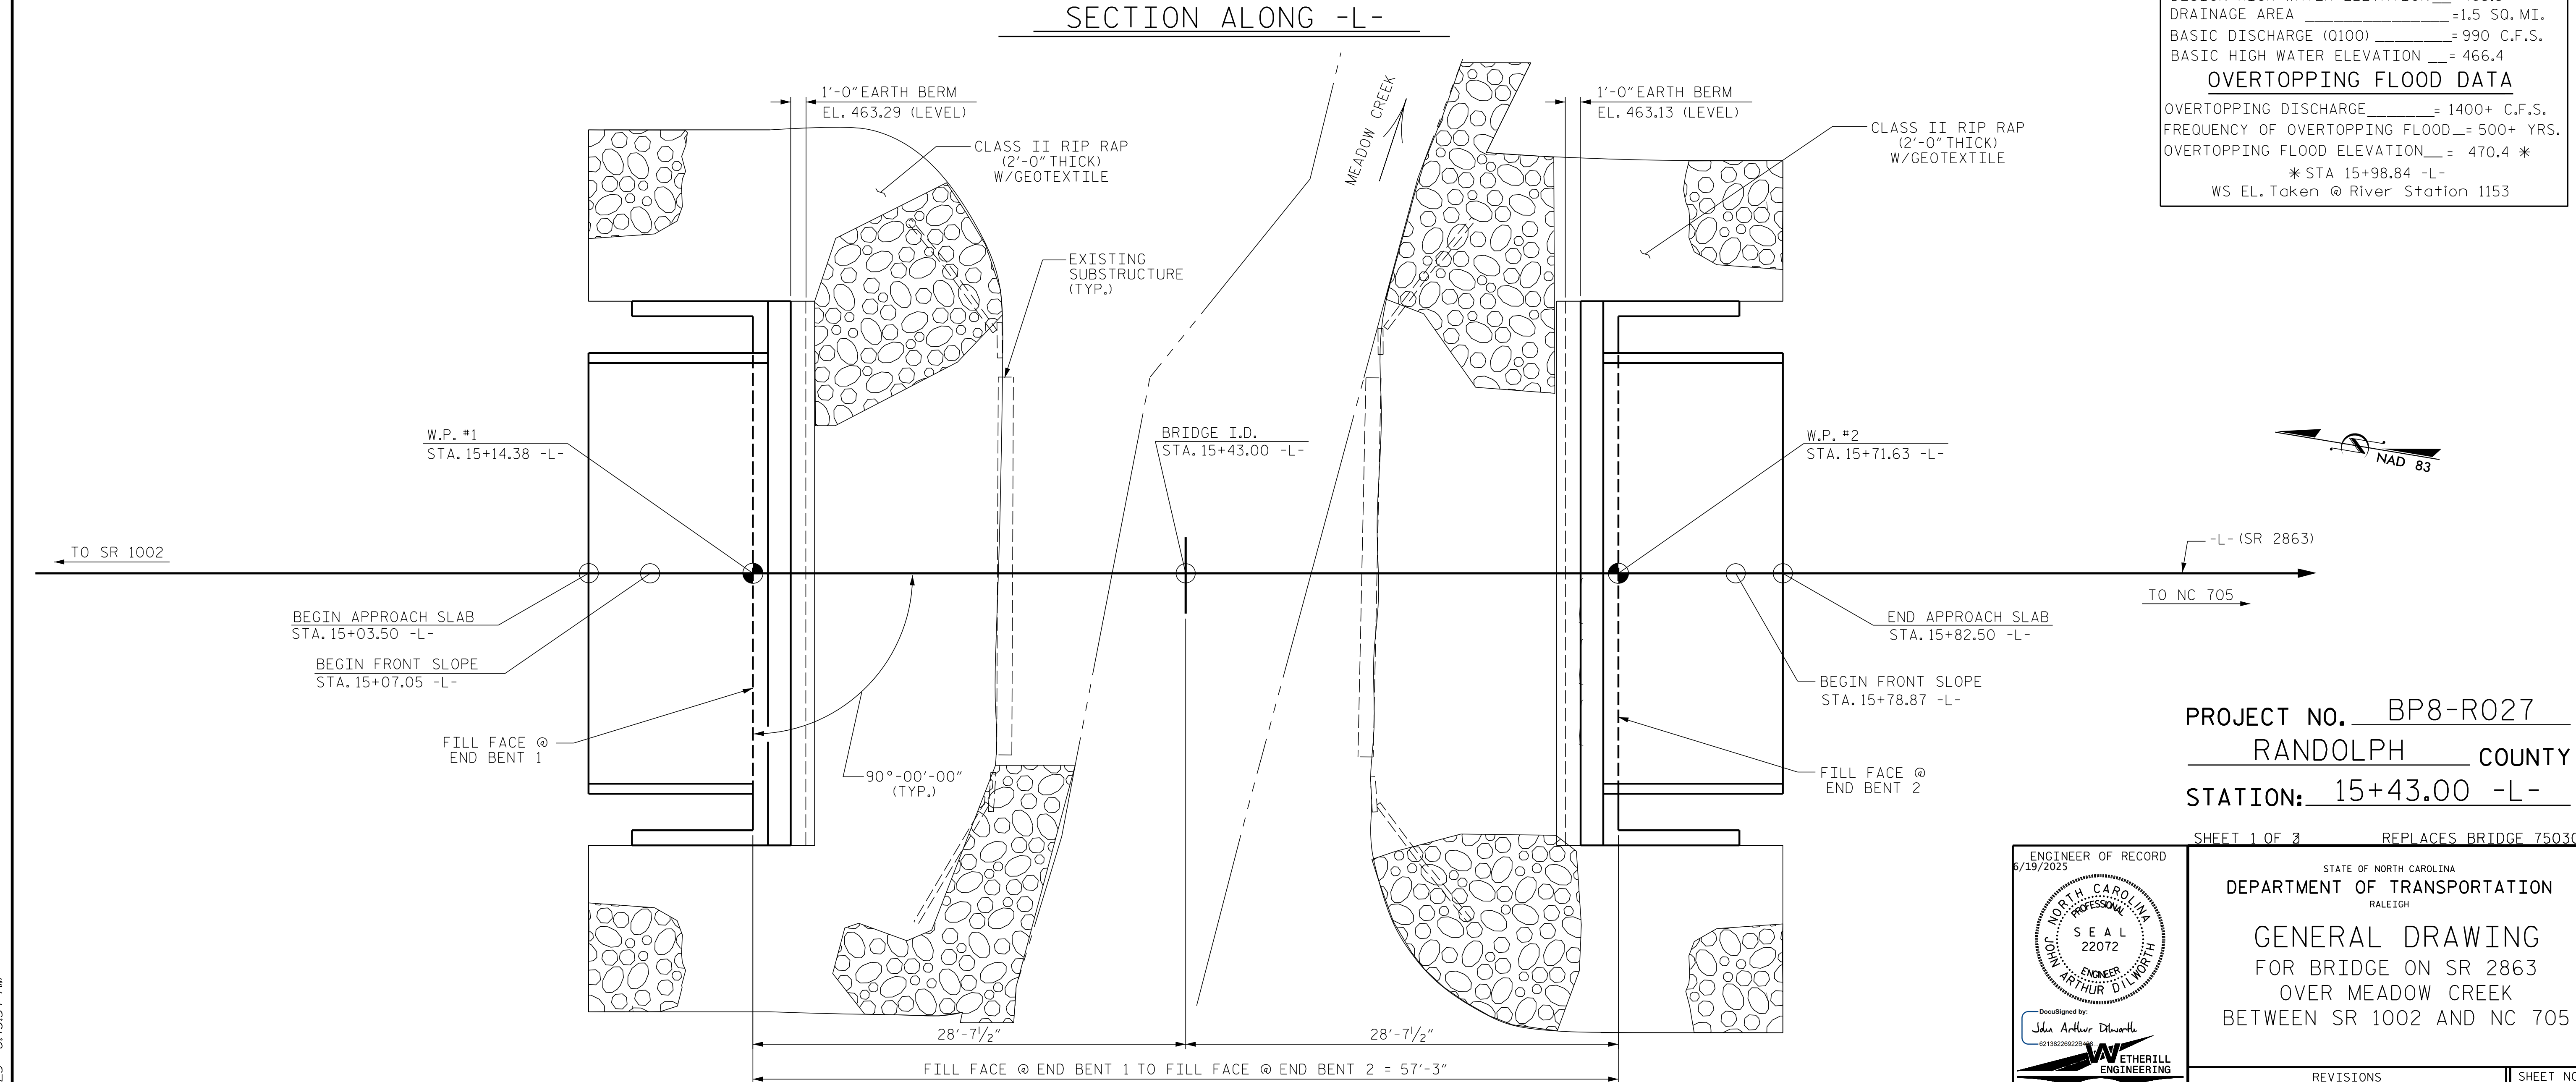 SECTION ALONG -L-
DRAINAGE AREA =1.5 SQ. MI.
BASIC DISCHARGE (Q100) = 990 C.F.S.
BASIC HIGH WATER ELEVATION = 466.4
OVERTOPPING FLOOD DATA
OVERTOPPING DISCHARGE = 1400+ C.F.S.
FREQUENCY OF OVERTOPPING FLOOD = 500+ YRS.
OVERTOPPING FLOOD ELEVATION = 470.4 *
* STA 15+98.84 -L-
WS EL. Taken @ River Station 1153
1'-0" EARTH BERM
EL. 463.29 (LEVEL)
CLASS II RIP RAP
(2'-0" THICK)
W/GEOTEXTILE
EXISTING
SUBSTRUCTURE
(TYP.)
MEADOW CREEK
1'-0" EARTH BERM
EL. 463.13 (LEVEL)
CLASS II RIP RAP
(2'-0" THICK)
W/GEOTEXTILE
W.P. #1
STA. 15+14.38 -L-
BRIDGE I.D.
STA. 15+43.00 -L-
W.P. #2
STA. 15+71.63 -L-
NAD 83
TO SR 1002
-L- (SR 2863)
TO NC 705
BEGIN APPROACH SLAB
STA. 15+03.50 -L-
BEGIN FRONT SLOPE
STA. 15+07.05 -L-
FILL FACE @
END BENT 1
90°-00'-00"
(TYP.)
END APPROACH SLAB
STA. 15+82.50 -L-
BEGIN FRONT SLOPE
STA. 15+78.87 -L-
FILL FACE @
END BENT 2
28'-7½"
28'-7½"
FILL FACE @ END BENT 1 TO FILL FACE @ END BENT 2 = 57'-3"
PROJECT NO. BP8-R027
RANDOLPH COUNTY
STATION: 15+43.00 -L-
SHEET 1 OF REPLACES BRIDGE
ENGINEER OF RECORD
6/19/2025
NORTH CAROLINA
PROFESSIONAL
SEAL
22072
ENGINEER
JOHN ARTHUR DILWORTH
DocuSigned by:
John Arthur Dilworth
WETHERILL
ENGINEERING
STATE OF NORTH CAROLINA
DEPARTMENT OF TRANSPORTATION
RALEIGH
GENERAL DRAWING
FOR BRIDGE ON SR 2863
OVER MEADOW CREEK
BETWEEN SR 1002 AND NC 705
REVISIONS
SHEET